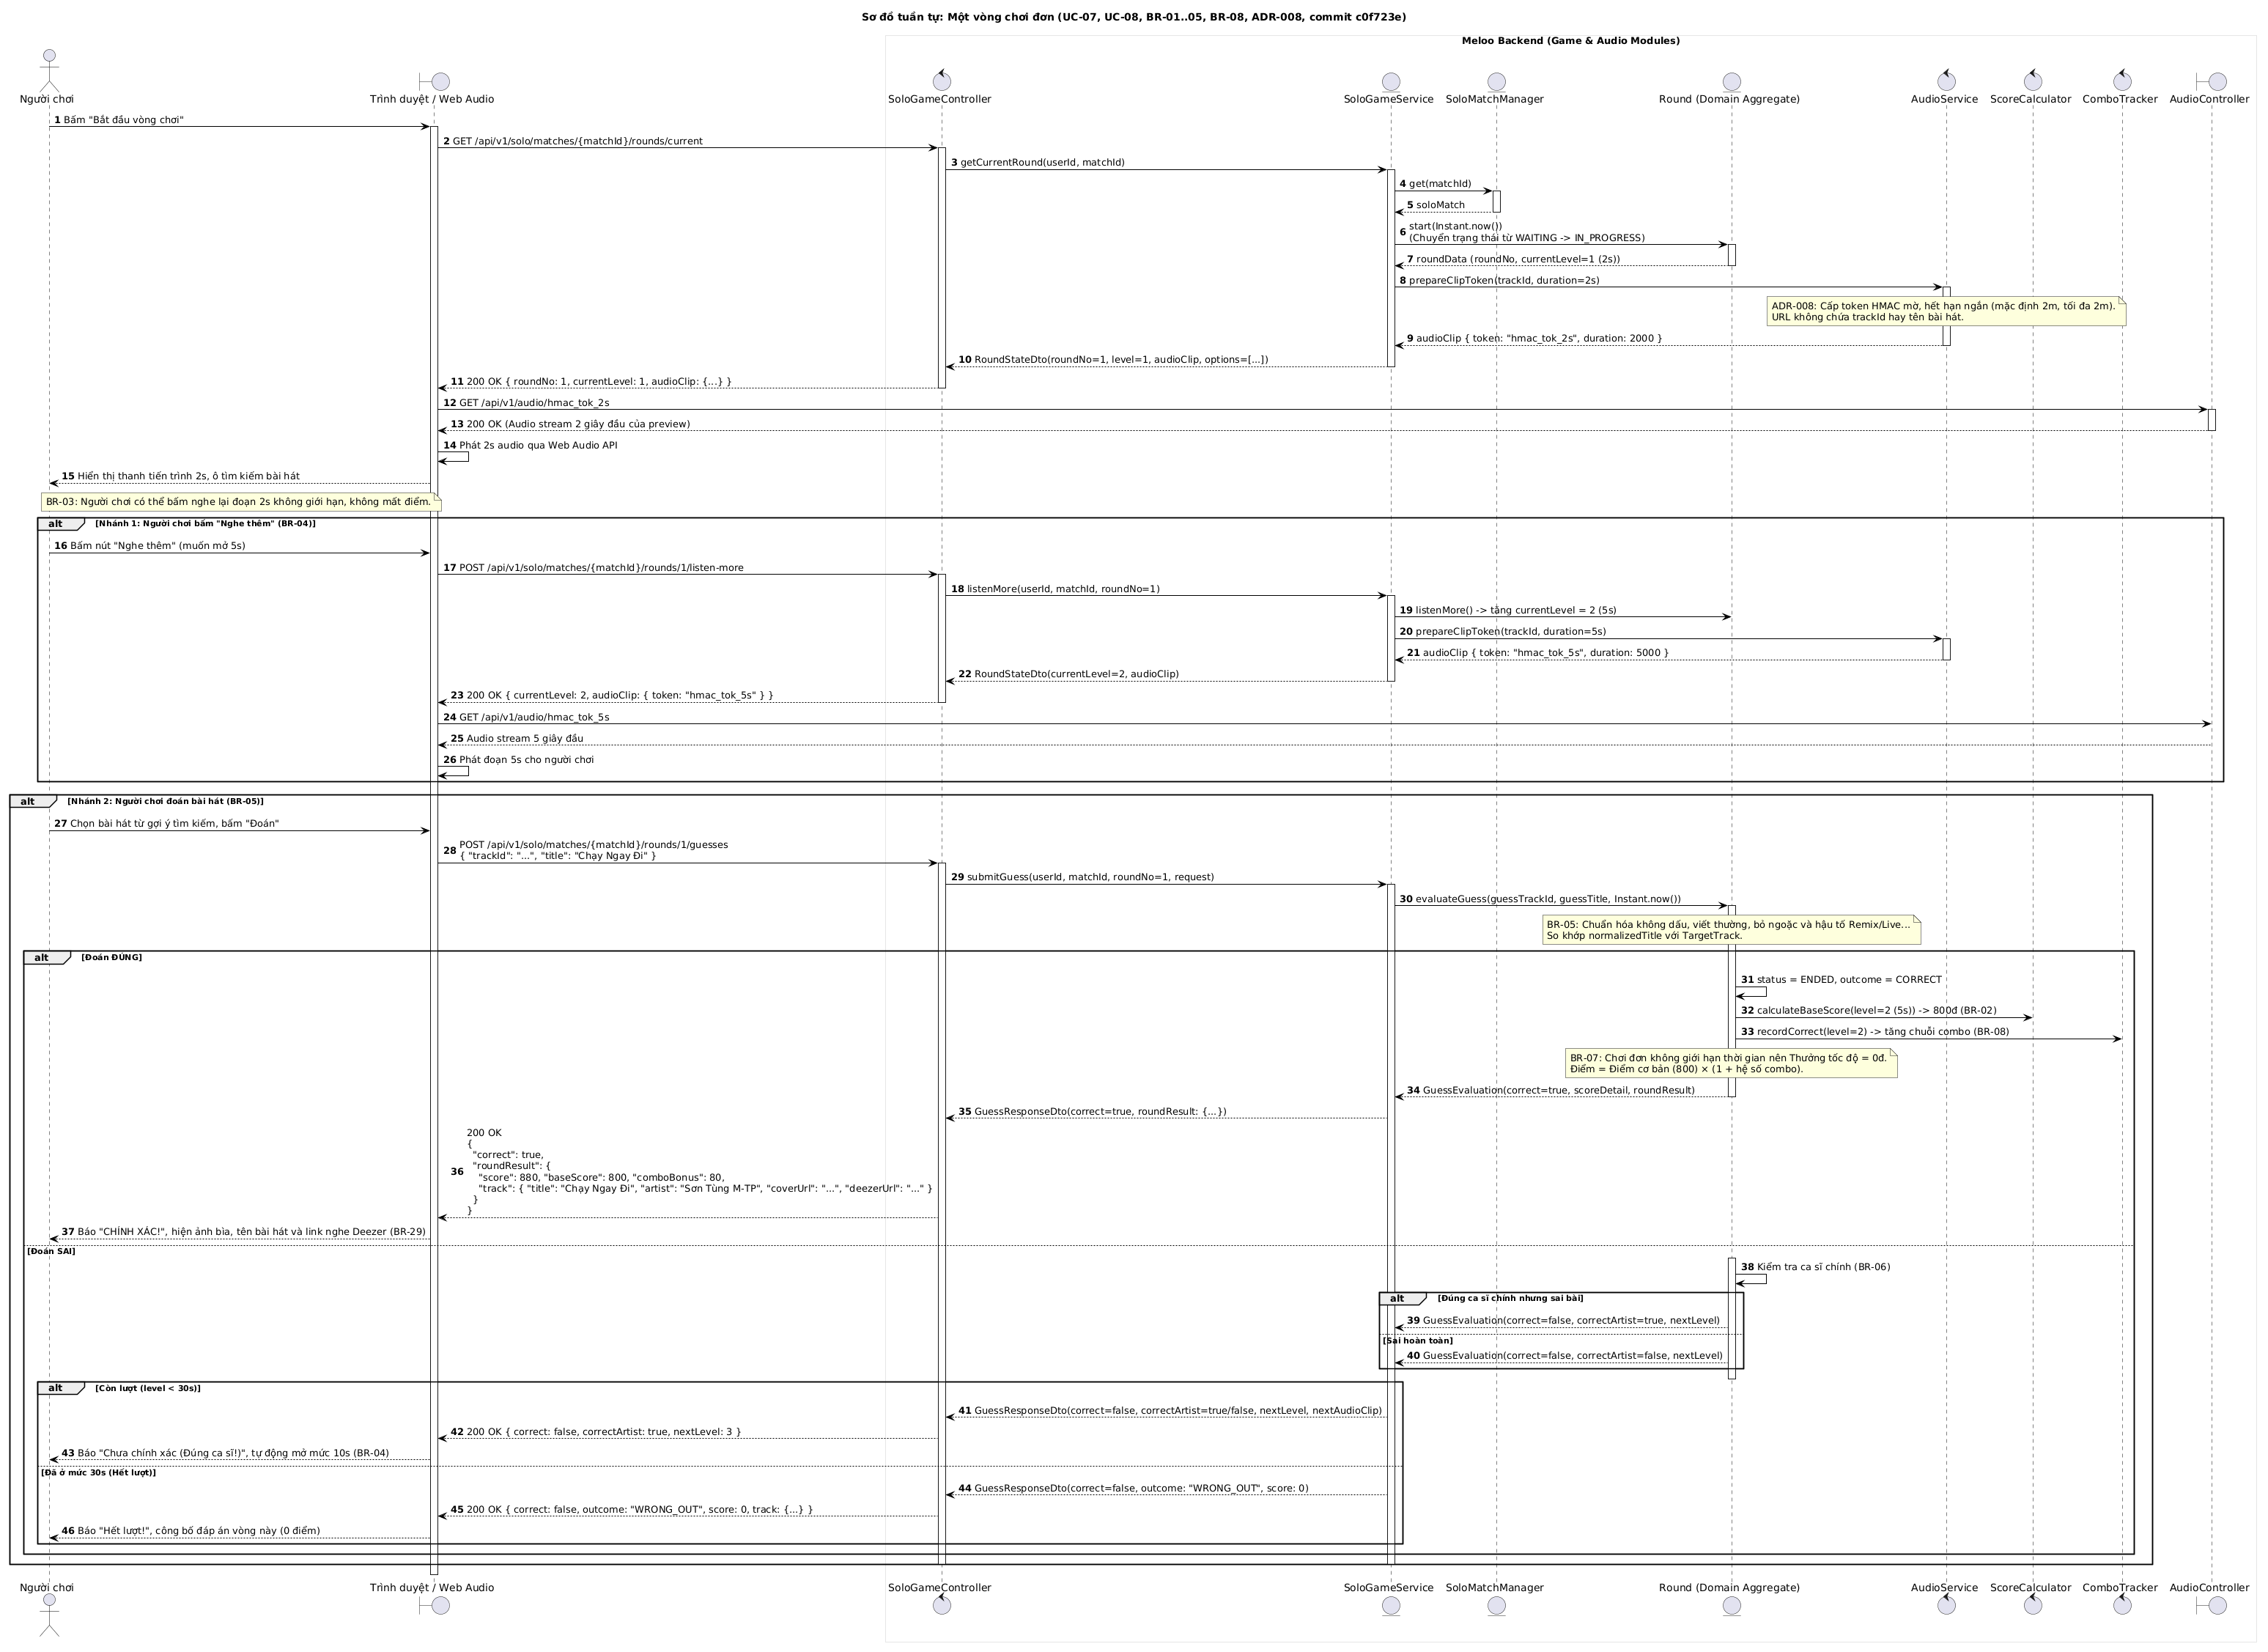 Sơ đồ tuần tự: Một vòng chơi đơn (UC-07, UC-08, BR-01..05, BR-08, ADR-008, commit c0f723e)
Meloo Backend (Game & Audio Modules)
Người chơi
Trình duyệt / Web Audio
SoloGameController
SoloGameService
SoloMatchManager
Round (Domain Aggregate)
AudioService
ScoreCalculator
ComboTracker
AudioController
1 Bấm "Bắt đầu vòng chơi"
2 GET /api/v1/solo/matches/{matchId}/rounds/current
3 getCurrentRound(userId, matchId)
4 get(matchId)
5 soloMatch
6 start(Instant.now())
(Chuyển trạng thái từ WAITING -> IN_PROGRESS)
7 roundData (roundNo, currentLevel=1 (2s))
8 prepareClipToken(trackId, duration=2s)
ADR-008: Cấp token HMAC mờ, hết hạn ngắn (mặc định 2m, tối đa 2m).
URL không chứa trackId hay tên bài hát.
9 audioClip { token: "hmac_tok_2s", duration: 2000 }
10 RoundStateDto(roundNo=1, level=1, audioClip, options=[...])
11 200 OK { roundNo: 1, currentLevel: 1, audioClip: {...} }
12 GET /api/v1/audio/hmac_tok_2s
13 200 OK (Audio stream 2 giây đầu của preview)
14 Phát 2s audio qua Web Audio API
15 Hiển thị thanh tiến trình 2s, ô tìm kiếm bài hát
BR-03: Người chơi có thể bấm nghe lại đoạn 2s không giới hạn, không mất điểm.
alt [Nhánh 1: Người chơi bấm "Nghe thêm" (BR-04)]
16 Bấm nút "Nghe thêm" (muốn mở 5s)
17 POST /api/v1/solo/matches/{matchId}/rounds/1/listen-more
18 listenMore(userId, matchId, roundNo=1)
19 listenMore() -> tăng currentLevel = 2 (5s)
20 prepareClipToken(trackId, duration=5s)
21 audioClip { token: "hmac_tok_5s", duration: 5000 }
22 RoundStateDto(currentLevel=2, audioClip)
23 200 OK { currentLevel: 2, audioClip: { token: "hmac_tok_5s" } }
24 GET /api/v1/audio/hmac_tok_5s
25 Audio stream 5 giây đầu
26 Phát đoạn 5s cho người chơi
alt [Nhánh 2: Người chơi đoán bài hát (BR-05)]
27 Chọn bài hát từ gợi ý tìm kiếm, bấm "Đoán"
28 POST /api/v1/solo/matches/{matchId}/rounds/1/guesses
{ "trackId": "...", "title": "Chạy Ngay Đi" }
29 submitGuess(userId, matchId, roundNo=1, request)
30 evaluateGuess(guessTrackId, guessTitle, Instant.now())
BR-05: Chuẩn hóa không dấu, viết thường, bỏ ngoặc và hậu tố Remix/Live...
So khớp normalizedTitle với TargetTrack.
alt [Đoán ĐÚNG]
31 status = ENDED, outcome = CORRECT
32 calculateBaseScore(level=2 (5s)) -> 800đ (BR-02)
33 recordCorrect(level=2) -> tăng chuỗi combo (BR-08)
BR-07: Chơi đơn không giới hạn thời gian nên Thưởng tốc độ = 0đ.
Điểm = Điểm cơ bản (800) × (1 + hệ số combo).
34 GuessEvaluation(correct=true, scoreDetail, roundResult)
35 GuessResponseDto(correct=true, roundResult: {...})
36 200 OK
{
"correct": true,
"roundResult": {
"score": 880, "baseScore": 800, "comboBonus": 80,
"track": { "title": "Chạy Ngay Đi", "artist": "Sơn Tùng M-TP", "coverUrl": "...", "deezerUrl": "..." }
}
}
37 Báo "CHÍNH XÁC!", hiện ảnh bìa, tên bài hát và link nghe Deezer (BR-29)
[Đoán SAI]
38 Kiểm tra ca sĩ chính (BR-06)
alt [Đúng ca sĩ chính nhưng sai bài]
39 GuessEvaluation(correct=false, correctArtist=true, nextLevel)
[Sai hoàn toàn]
40 GuessEvaluation(correct=false, correctArtist=false, nextLevel)
alt [Còn lượt (level < 30s)]
41 GuessResponseDto(correct=false, correctArtist=true/false, nextLevel, nextAudioClip)
42 200 OK { correct: false, correctArtist: true, nextLevel: 3 }
43 Báo "Chưa chính xác (Đúng ca sĩ!)", tự động mở mức 10s (BR-04)
[Đã ở mức 30s (Hết lượt)]
44 GuessResponseDto(correct=false, outcome: "WRONG_OUT", score: 0)
45 200 OK { correct: false, outcome: "WRONG_OUT", score: 0, track: {...} }
46 Báo "Hết lượt!", công bố đáp án vòng này (0 điểm)
Người chơi
Trình duyệt / Web Audio
SoloGameController
SoloGameService
SoloMatchManager
Round (Domain Aggregate)
AudioService
ScoreCalculator
ComboTracker
AudioController